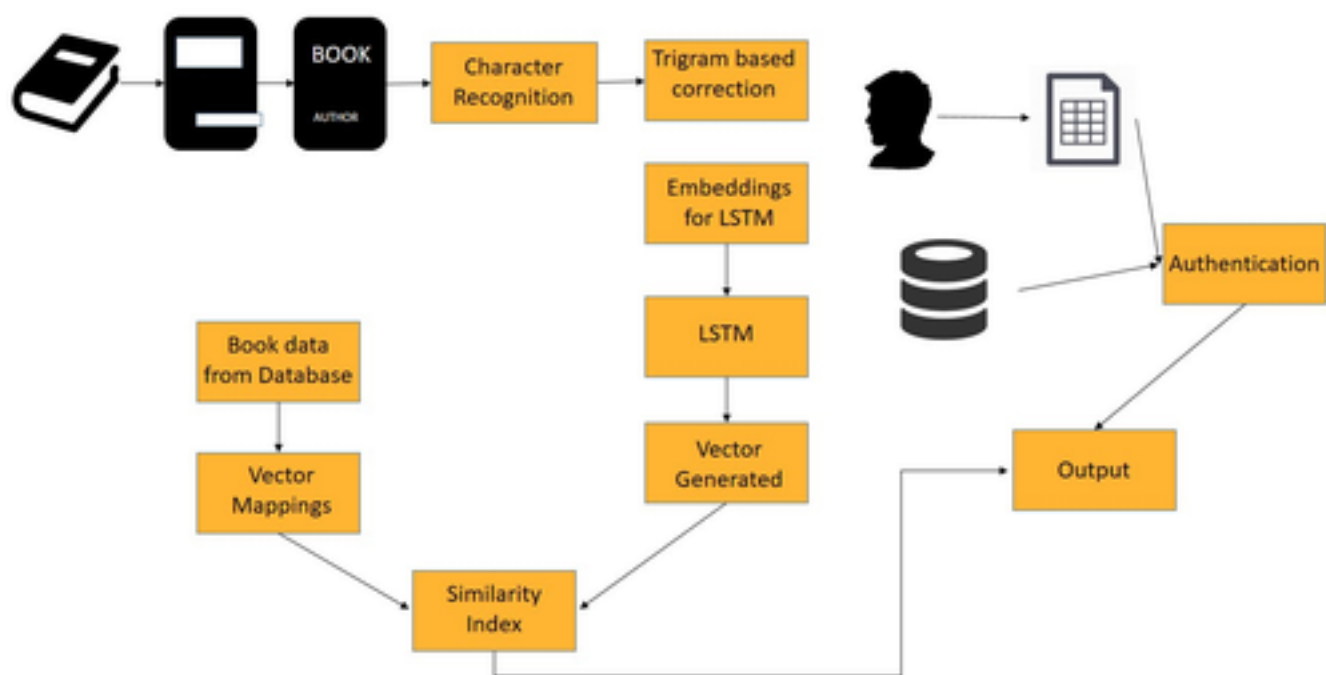 BOOK
AUTHOR
Character
Recognition
Trigram based
correction
Embeddings
for LSTM
LSTM
Authentication
Book data
from Database
Vector
Generated
Output
Vector
Mappings
Similarity
Index